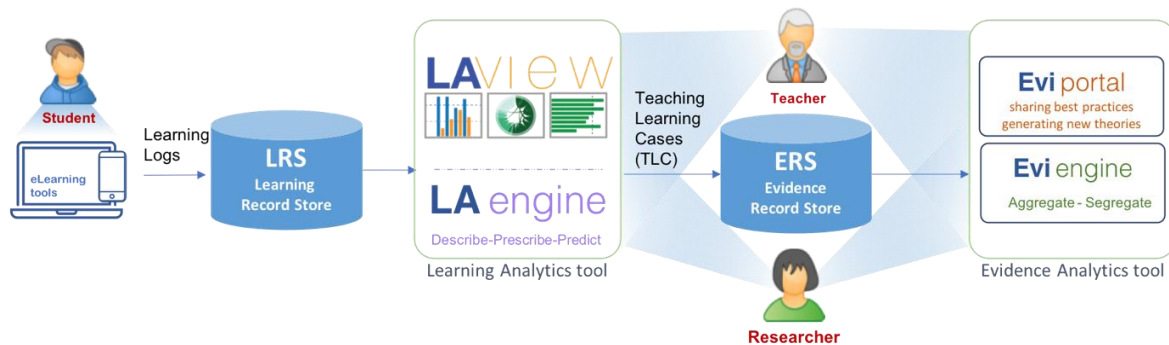 Student
eLearning
tools
Learning
Logs
LRS
Learning
Record Store
LAVIEW
LA engine
Describe-Prescribe-Predict
Learning Analytics tool
Teacher
Teaching
Learning
Cases
(TLC)
ERS
Evidence
Record Store
Researcher
Evi portal
sharing best practices
generating new theories
Evi engine
Aggregate - Segregate
Evidence Analytics tool